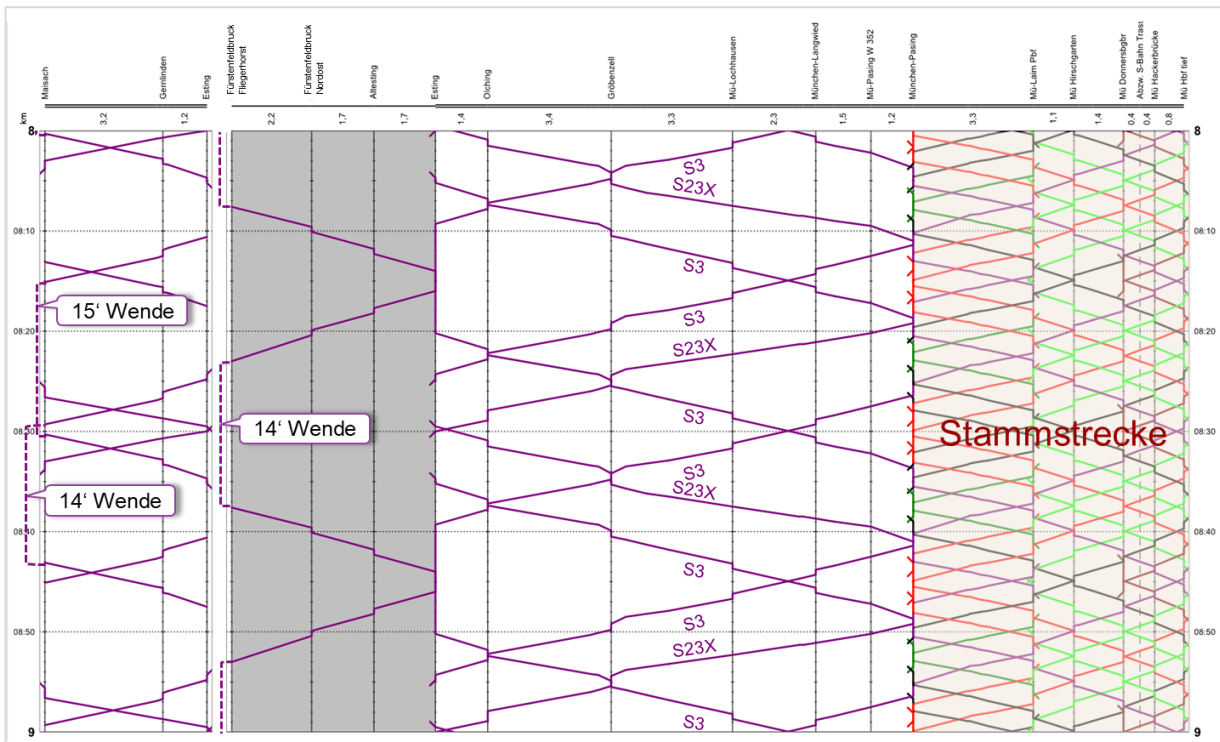 Maisach
Gernlinden
Esting
Fürstenfeldbruck
Fliegerhorst
Fürstenfeldbruck
Nordost
Altesting
Esting
Olching
Gröbenzell
Mü-Lochhausen
München-Langwied
Mü-Pasing W 352
München-Pasing
Mü-Laim Pbf
Mü Hirschgarten
Mü Donnersbgbr
Abzw. S-Bahn Tras
Mü Hackerbrücke
Mü Hbf tief
km
3.2
1.2
2.2
1.7
1.7
1.4
3.4
3.3
2.3
1.5
1.2
3.3
1,1
1.4
0.4
0.4
0.8
8
8
S3
S23X
08:10
08:10
S3
15‘ Wende
08:20
S3
08:20
S23X
S3
14‘ Wende
08:30
Stammstrecke
08:30
S3
S23X
14‘ Wende
08:40
08:40
S3
S3
08:50
S23X
08:50
S3
9
9